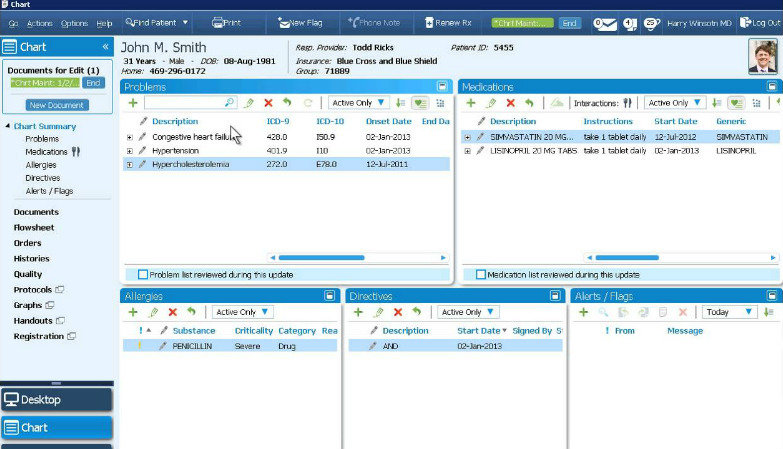 Chart
Go Actions Options Help Find Patient Print New Flag Phone Note Renew Rx *Chrt Maint:... End Harry Winsotn MD Log Out
Chart «
Documents for Edit (1)
*Chrt Maint: 1/2/... End
New Document
Chart Summary
Problems
Medications
Allergies
Directives
Alerts / Flags
Documents
Flowsheet
Orders
Histories
Quality
Protocols
Graphs
Handouts
Registration
Desktop
Chart
John M. Smith
31 Years · Male · DOB: 08-Aug-1981
Home: 469-296-0172
Resp. Provider: Todd Ricks
Insurance: Blue Cross and Blue Shield
Group: 71889
Patient ID: 5455
Problems
Active Only
Description ICD-9 ICD-10 Onset Date End Da
Congestive heart failu 428.0 I50.9 02-Jan-2013
Hypertension 401.9 I10 02-Jan-2013
Hypercholesterolemia 272.0 E78.0 12-Jul-2011
Problem list reviewed during this update
Medications
Interactions: Active Only
Description Instructions Start Date Generic
SIMVASTATIN 20 MG... take 1 tablet daily 12-Jul-2012 SIMVASTATIN
LISINOPRIL 20 MG TABS take 1 tablet daily 02-Jan-2013 LISINOPRIL
Medication list reviewed during this update
Allergies
Active Only
! Substance Criticality Category Rea
! PENICILLIN Severe Drug
Directives
Active Only
Description Start Date Signed By S
AND 02-Jan-2013
Alerts / Flags
Today
! From Message